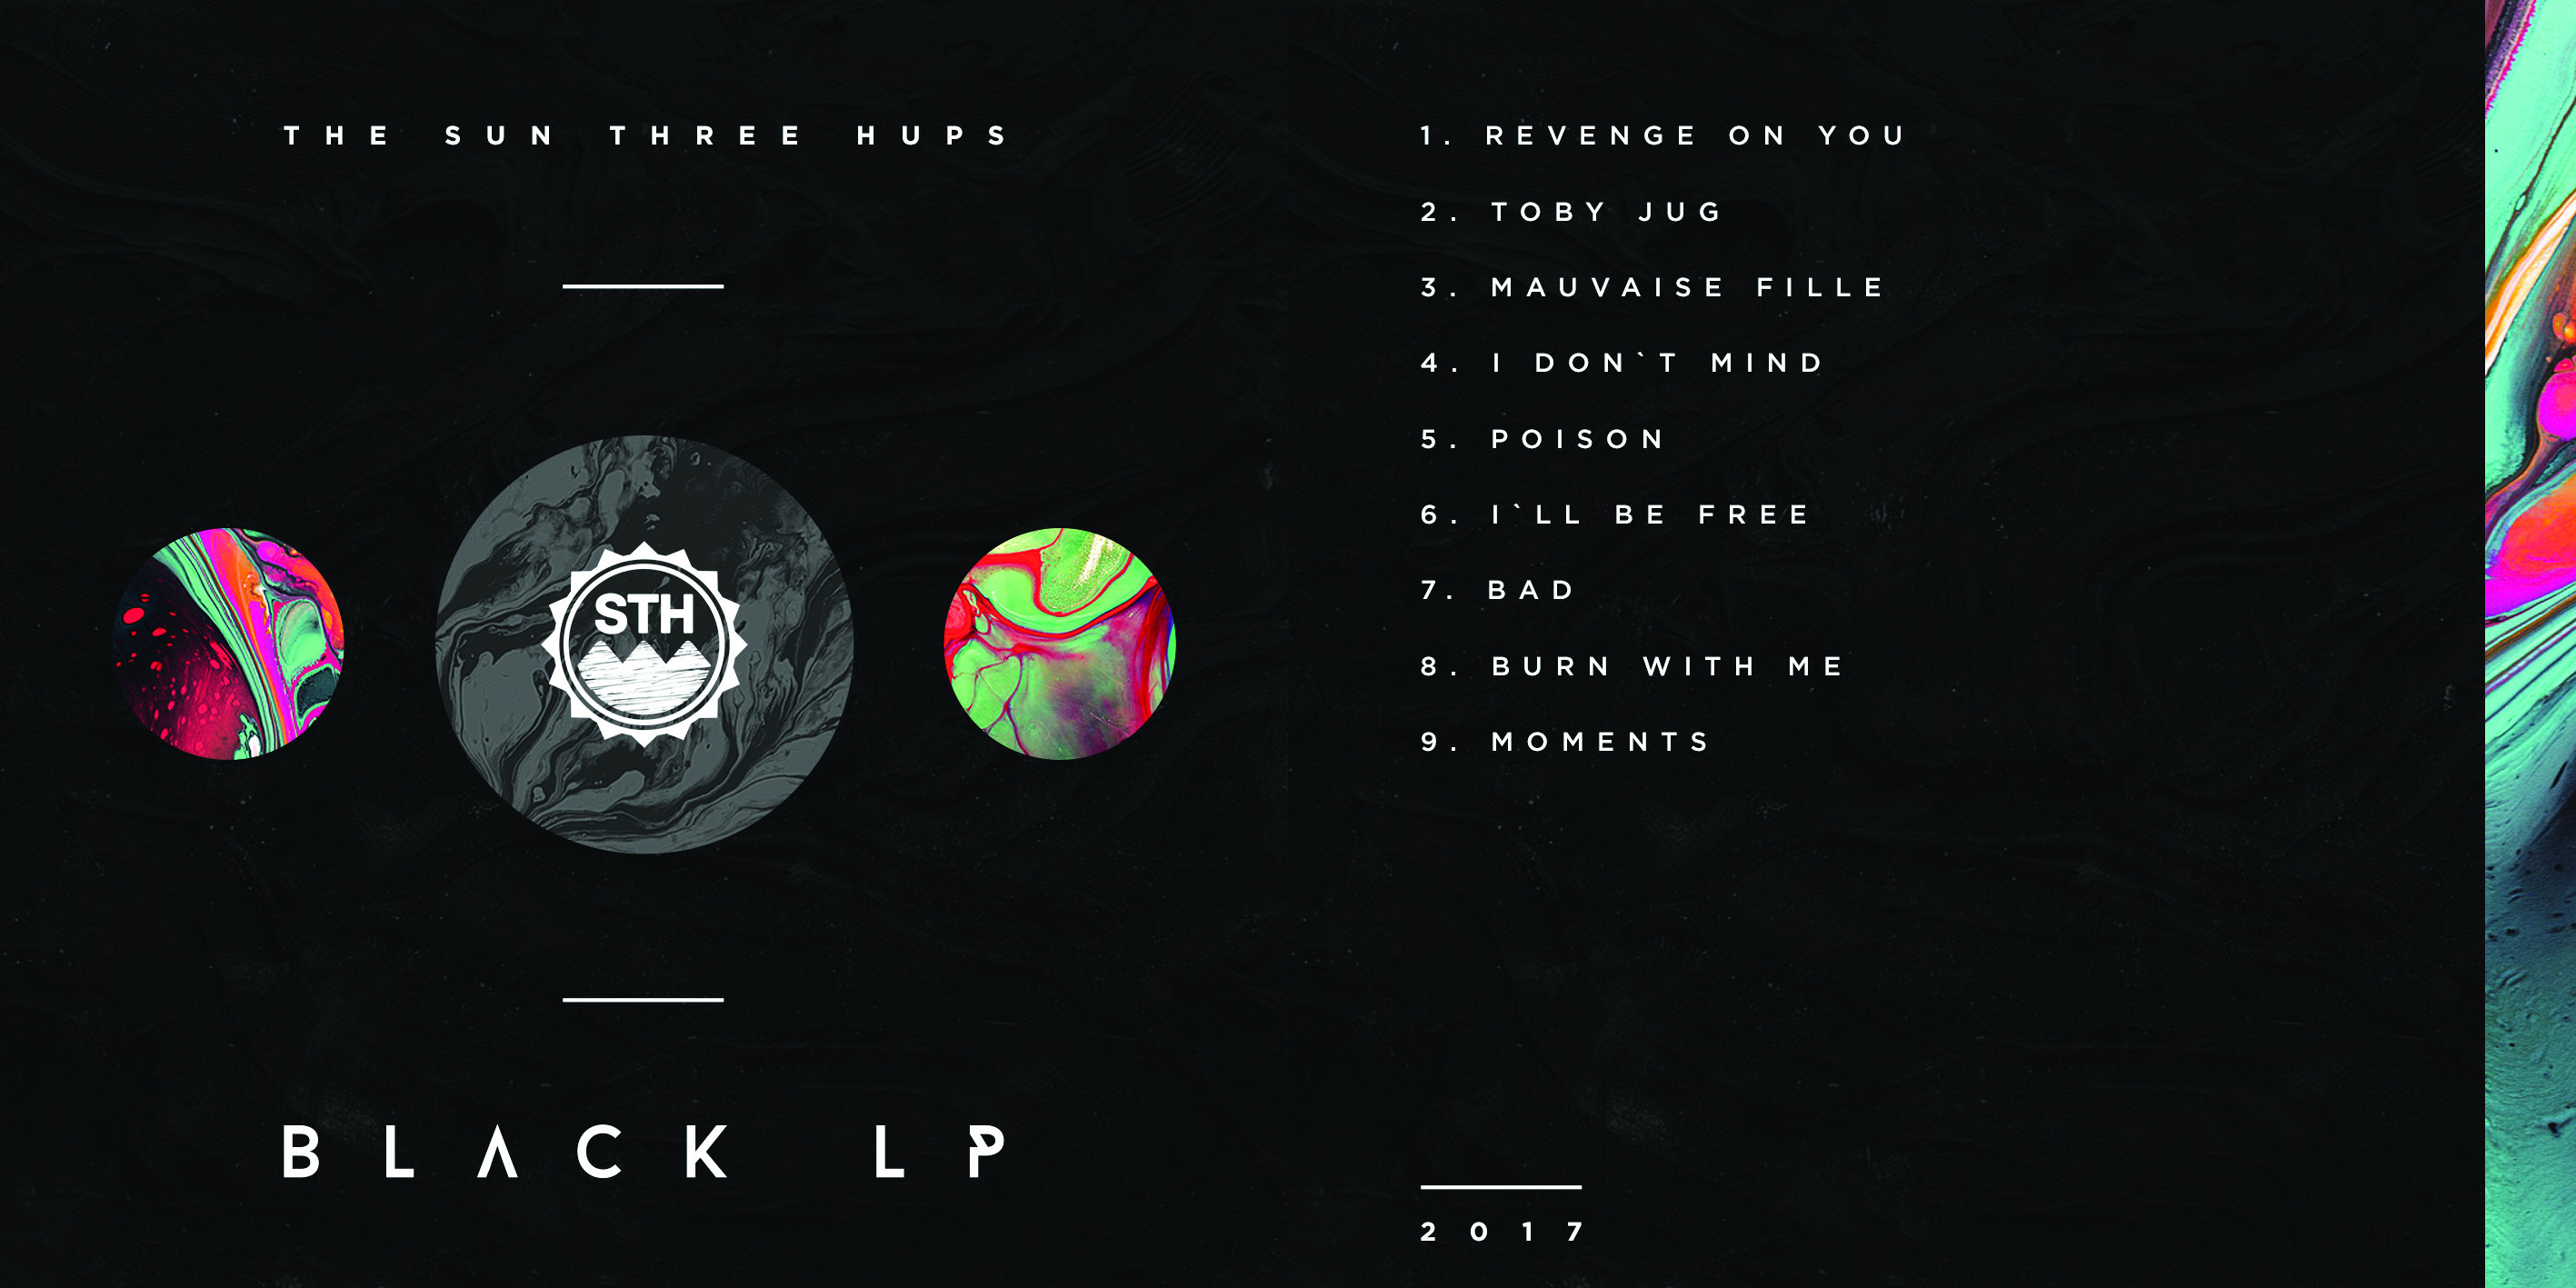 THE SUN THREE HUPS
STH
BLACK LP
1. REVENGE ON YOU
2. TOBY JUG
3. MAUVAISE FILLE
4. I DON`T MIND
5. POISON
6. I`LL BE FREE
7. BAD
8. BURN WITH ME
9. MOMENTS
2017